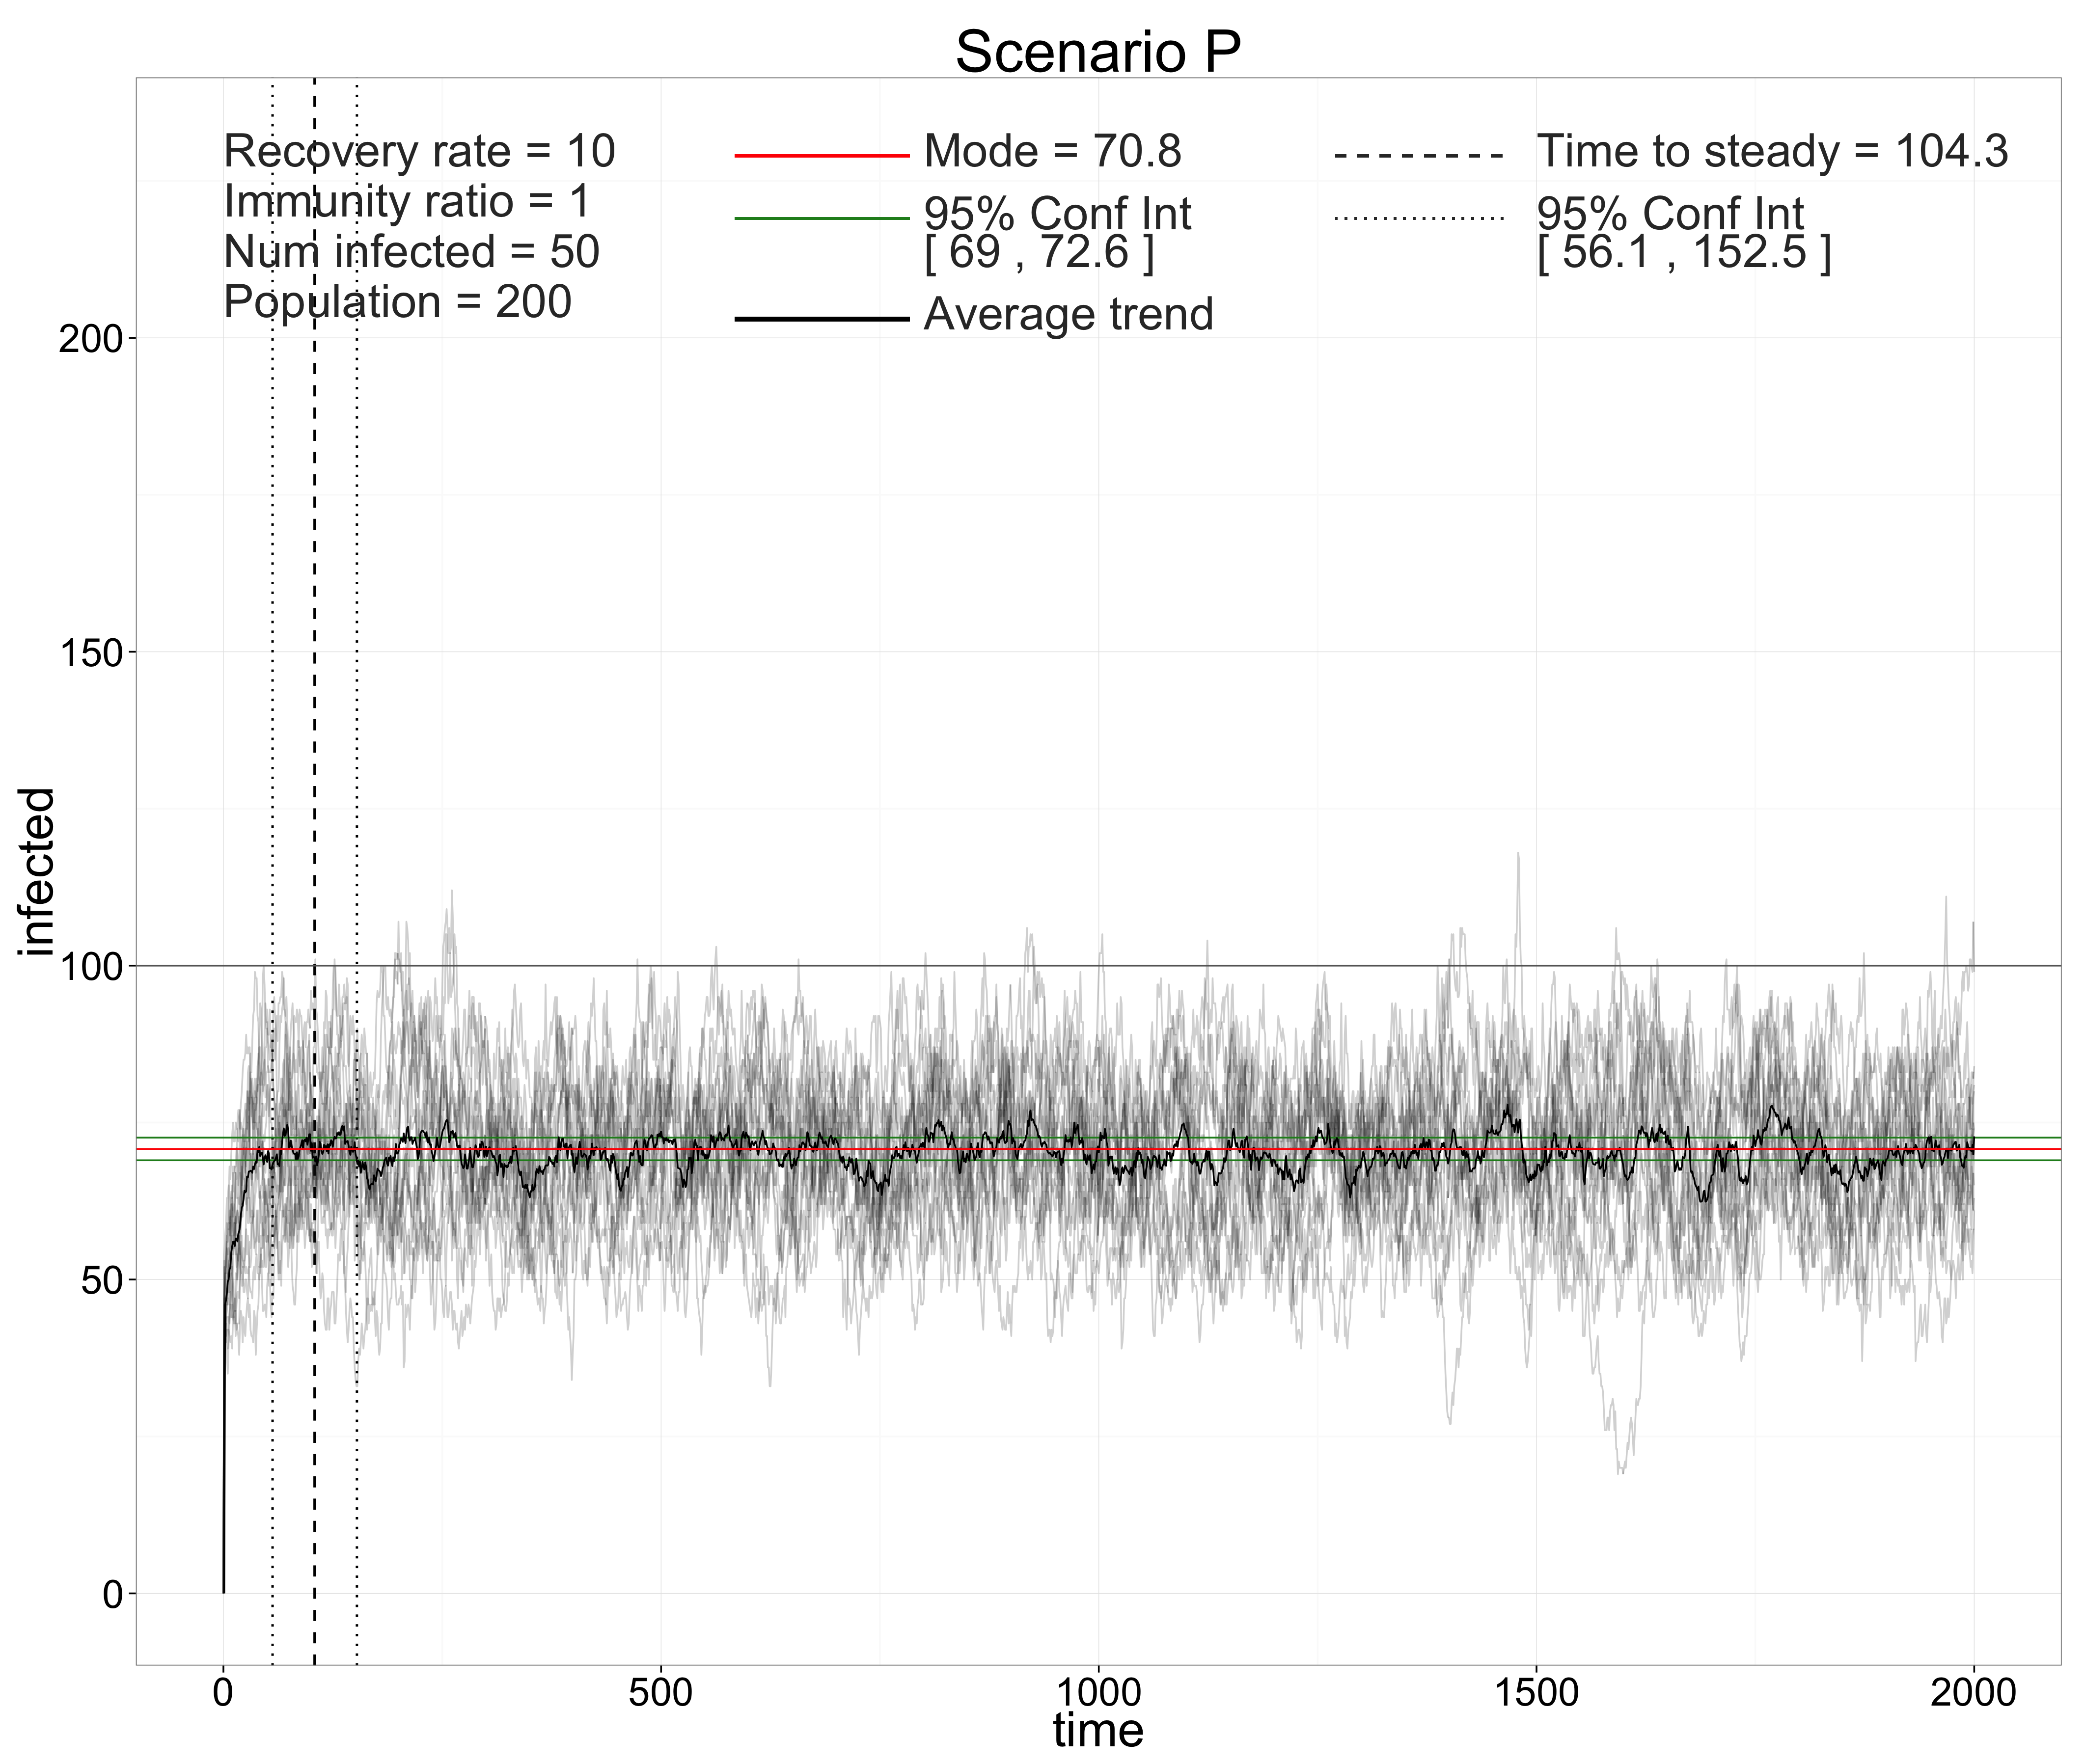 Scenario P
Recovery rate = 10
Immunity ratio = 1
Num infected = 50
Population = 200
Mode = 70.8
95% Conf Int
[ 69 , 72.6 ]
Average trend
Time to steady = 104.3
95% Conf Int
[ 56.1 , 152.5 ]
infected
200
150
100
50
0
0 500 1000 1500 2000
time